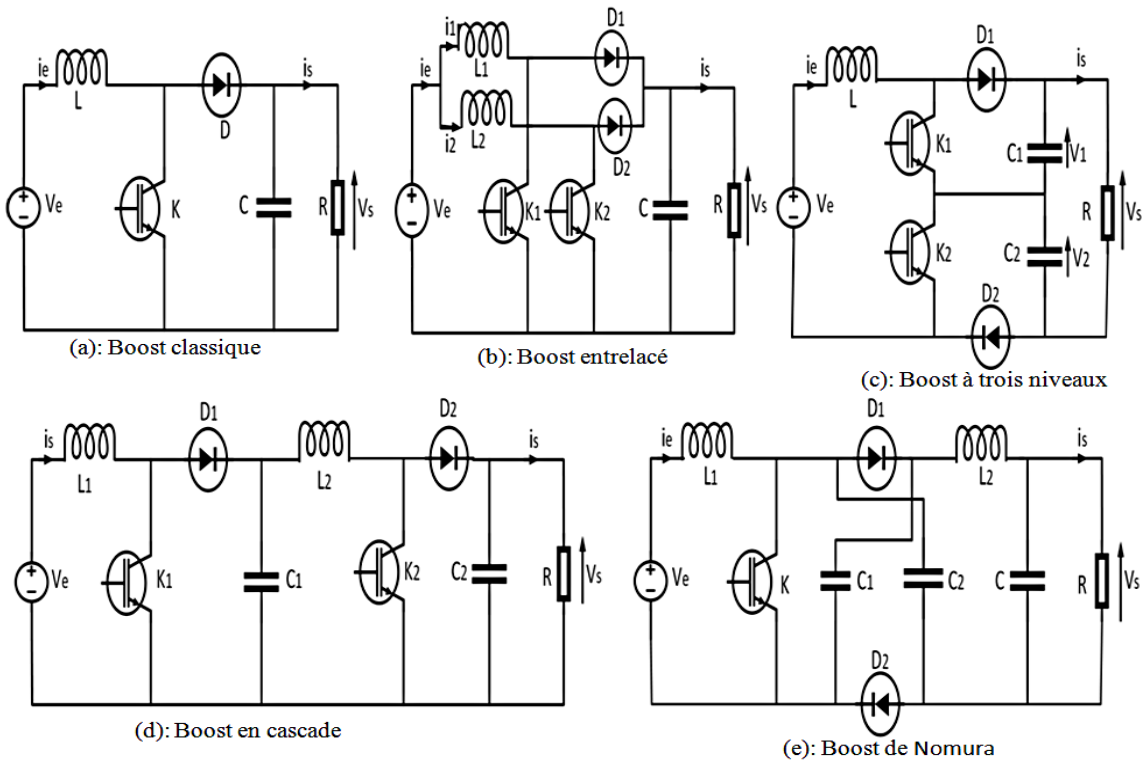 ie
L
D
is
Ve
K
C
R
Vs
(a): Boost classique
i1
ie
L1
L2
i2
D1
D2
is
Ve
K1
K2
C
R
Vs
(b): Boost entrelacé
ie
L
D1
is
Ve
K1
K2
C1
V1
C2
V2
R
Vs
D2
(c): Boost à trois niveaux
is
L1
D1
L2
D2
is
Ve
K1
C1
K2
C2
R
Vs
(d): Boost en cascade
ie
L1
D1
L2
is
Ve
K
C1
C2
C
R
Vs
D2
(e): Boost de Nomura